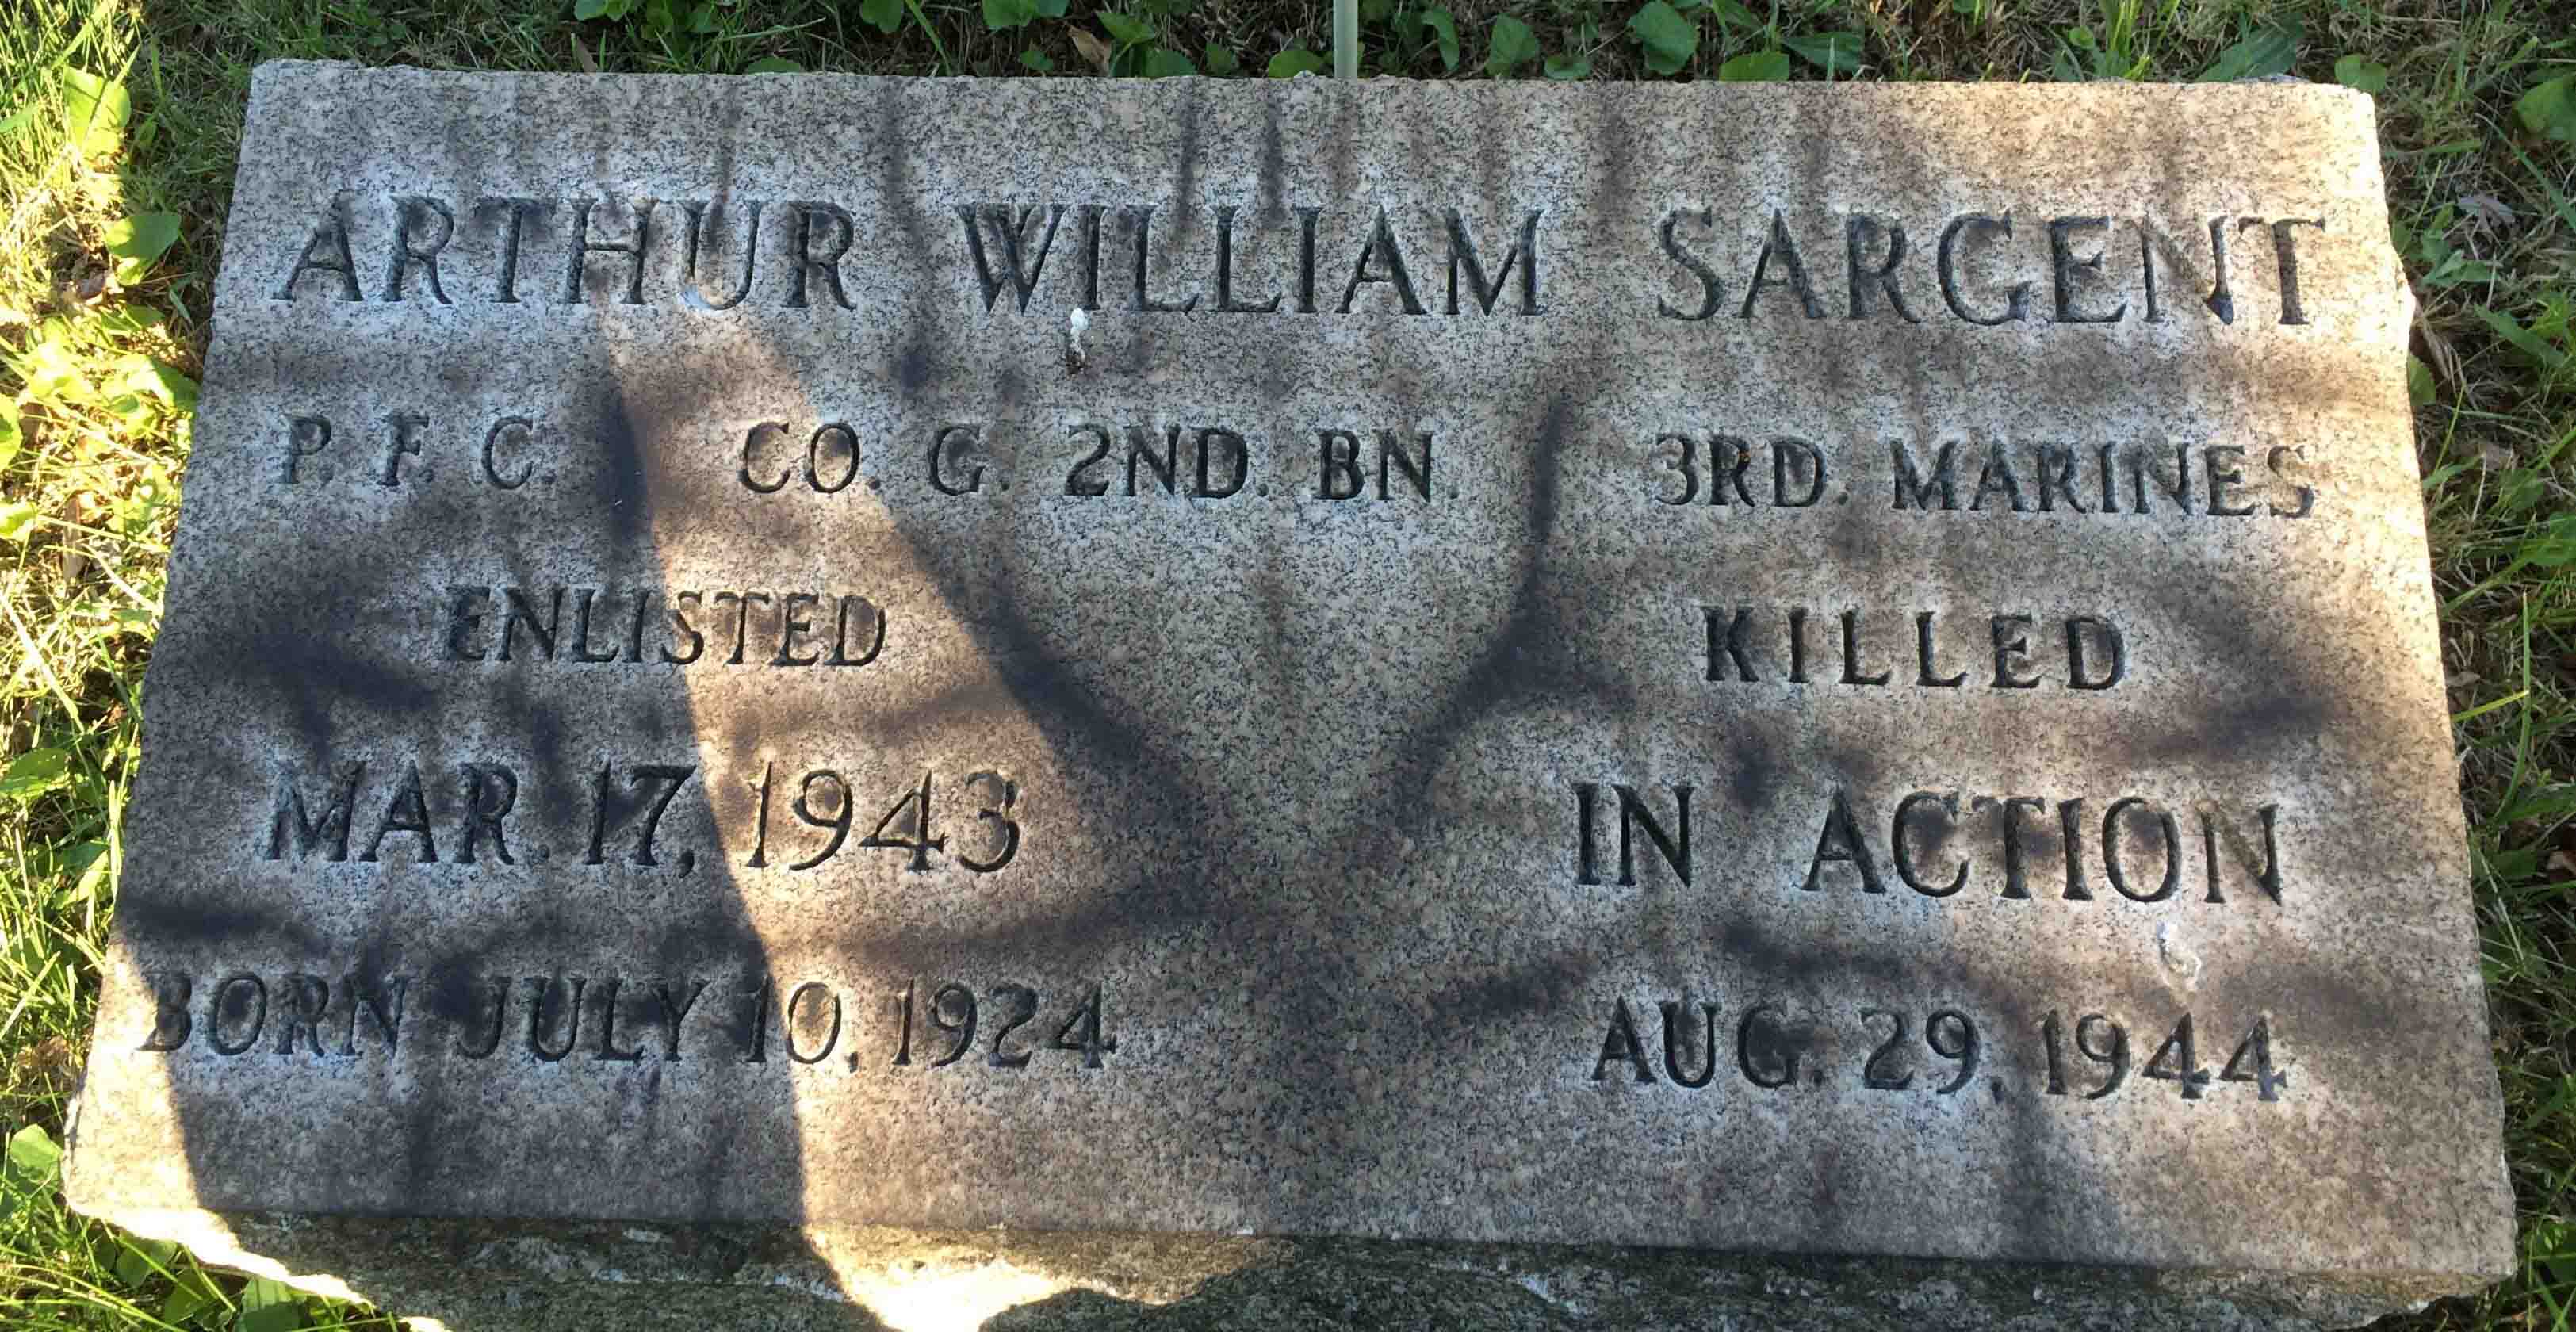 ARTHUR WILLIAM SARGENT
P. F. C. CO. G. 2ND. BN. 3RD. MARINES
ENLISTED
MAR. 17, 1943
BORN JULY 10, 1924
KILLED
IN ACTION
AUG. 29, 1944